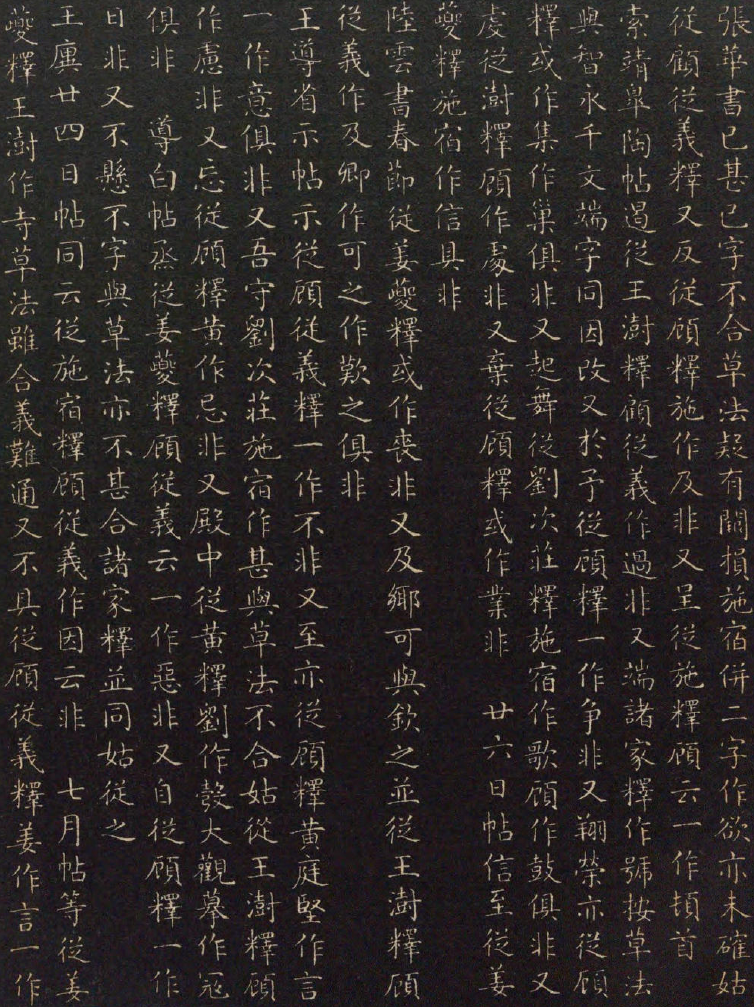 張華書已甚已字不合草法疑有闕損施宿併二字作欲亦未確姑
從顧從義釋又反從顧釋施作及非又呈從施釋顧云一作頓首
索靖皋陶帖遏從王澍釋顧從義作過非又端諸家釋作號按草法
與智永千文端字同因改又於予從顧釋一作争非又翔榮亦從顧
釋或作集作巢俱非又起舞從劉次莊釋施宿作歌顧作鼓俱非又
虔從澍釋顧作豦非又棄從顧釋或作業非　廿六日帖信至從姜
夔釋施宿作信具非
陸雲書春節從姜夔釋或作喪非又及鄉可與欽之並從王澍釋顧
從義作及卿作可之作歎之俱非
王導省示帖示從顧從義釋一作不非又至亦從顧釋黄庭堅作言
一作意俱非又吾守劉次莊施宿作甚與草法不合姑從王澍釋顧
作慮非又忘從顧釋黄作忌非又殿中從黄釋劉作發大觀摹作冠
俱非　導白帖烝從姜夔釋顧從義云一作惡非又自從顧釋一作
日非又不懸不字與草法亦不甚合諸家釋並同姑從之
王廙廿四日帖同云從施宿釋顧從義作因云非　七月帖等從姜
夔釋王澍作寺草法雖合義難通又不具從顧從義釋姜作言一作